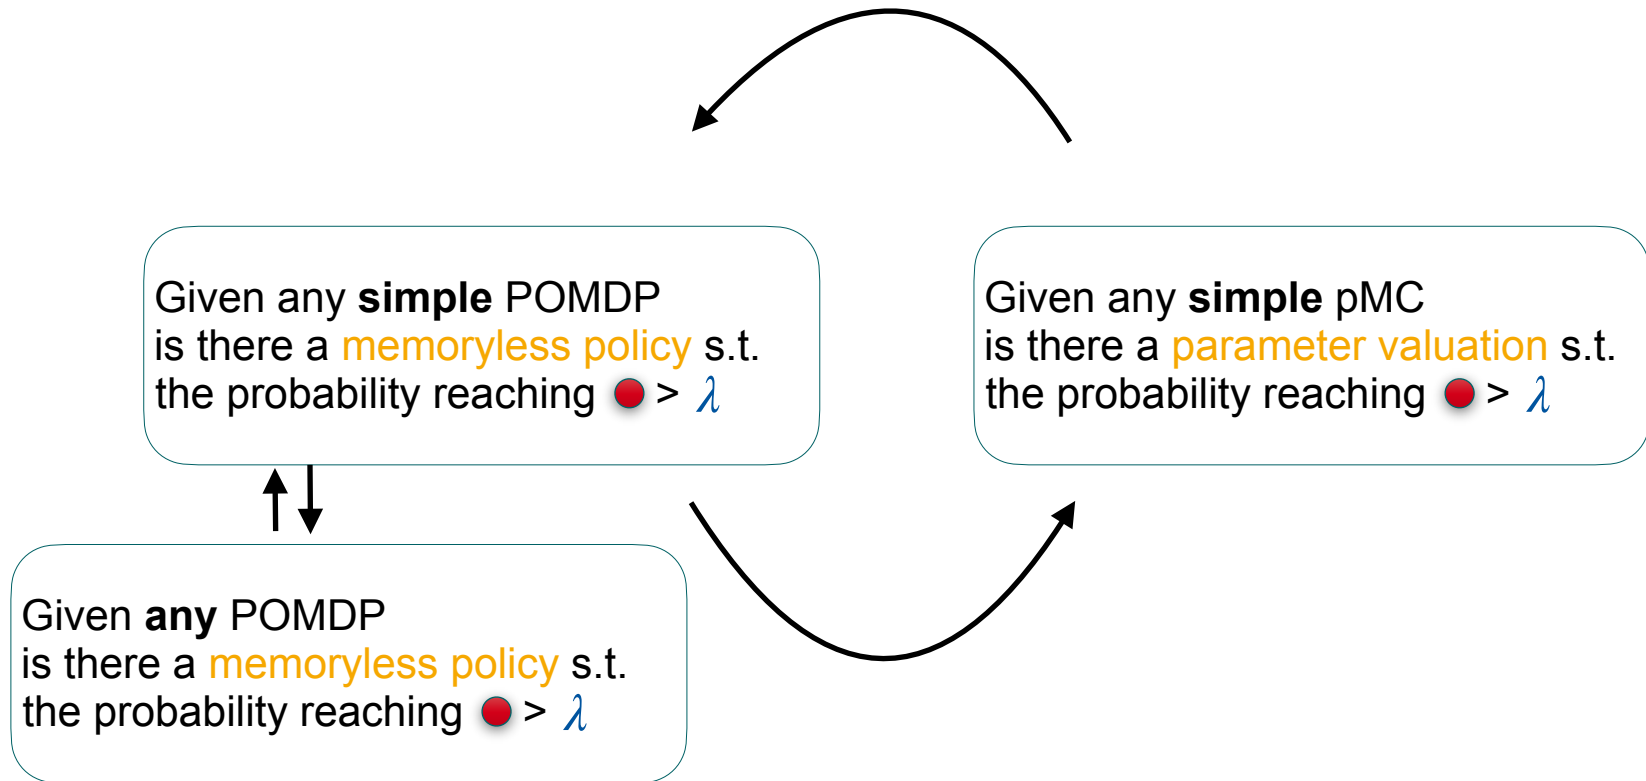 Given any simple POMDP
is there a memoryless policy s.t.
the probability reaching > λ
Given any simple pMC
is there a parameter valuation s.t.
the probability reaching > λ
Given any POMDP
is there a memoryless policy s.t.
the probability reaching > λ